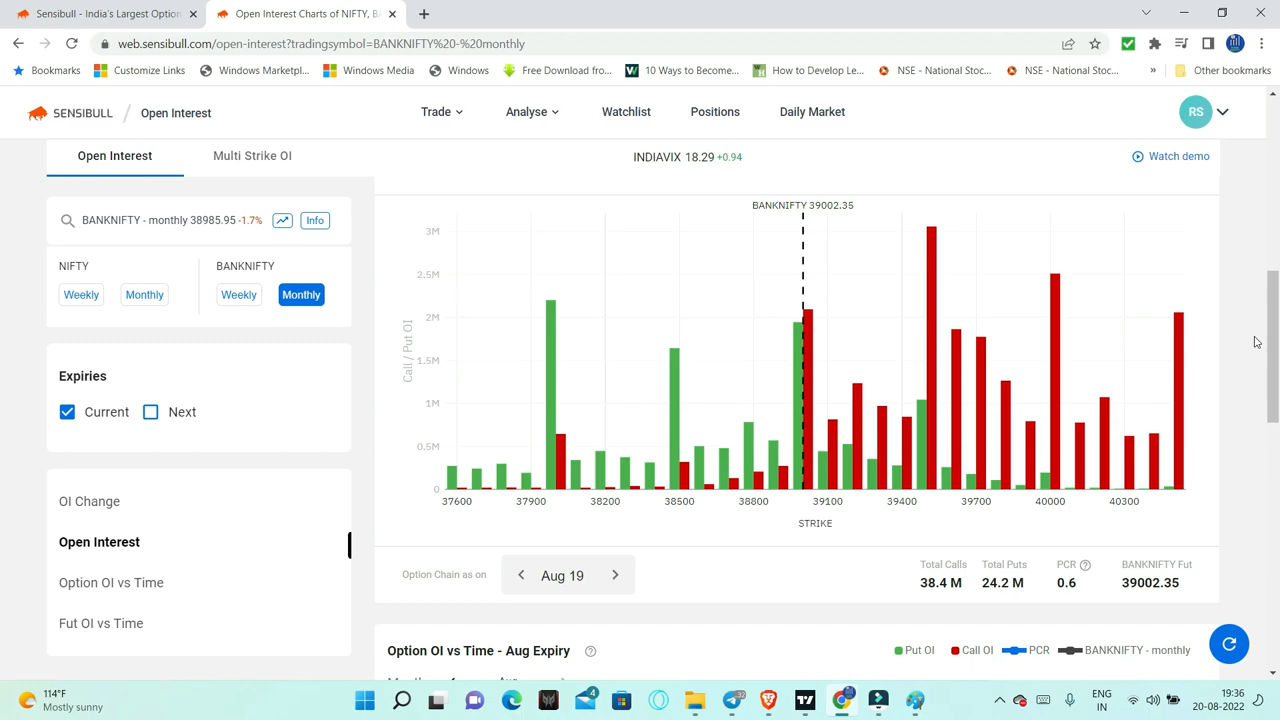 Sensibull - India's Largest Option
Open Interest Charts of NIFTY, B
web.sensibull.com/open-interest?tradingsymbol=BANKNIFTY%20-%20monthly
Bookmarks
Customize Links
Windows Marketpl...
Windows Media
Windows
Free Download fro...
10 Ways to Become...
How to Develop Le...
NSE - National Stoc...
NSE - National Stoc...
»
Other bookmarks
SENSIBULL / Open Interest
Trade
Analyse
Watchlist
Positions
Daily Market
RS
Open Interest
Multi Strike OI
INDIAVIX 18.29 +0.94
Watch demo
BANKNIFTY - monthly 38985.95 -1.7%
Info
NIFTY
BANKNIFTY
Weekly
Monthly
Weekly
Monthly
Expiries
Current
Next
OI Change
Open Interest
Option OI vs Time
Fut OI vs Time
BANKNIFTY 39002.35
Call / Put OI
3M
2.5M
2M
1.5M
1M
0.5M
0
37600 37900 38200 38500 38800 39100 39400 39700 40000 40300
STRIKE
Option Chain as on
Aug 19
Total Calls
38.4 M
Total Puts
24.2 M
PCR
0.6
BANKNIFTY Fut
39002.35
Option OI vs Time - Aug Expiry
Put OI
Call OI
PCR
BANKNIFTY - monthly
114°F
Mostly sunny
4
32
ENG
IN
19:36
20-08-2022